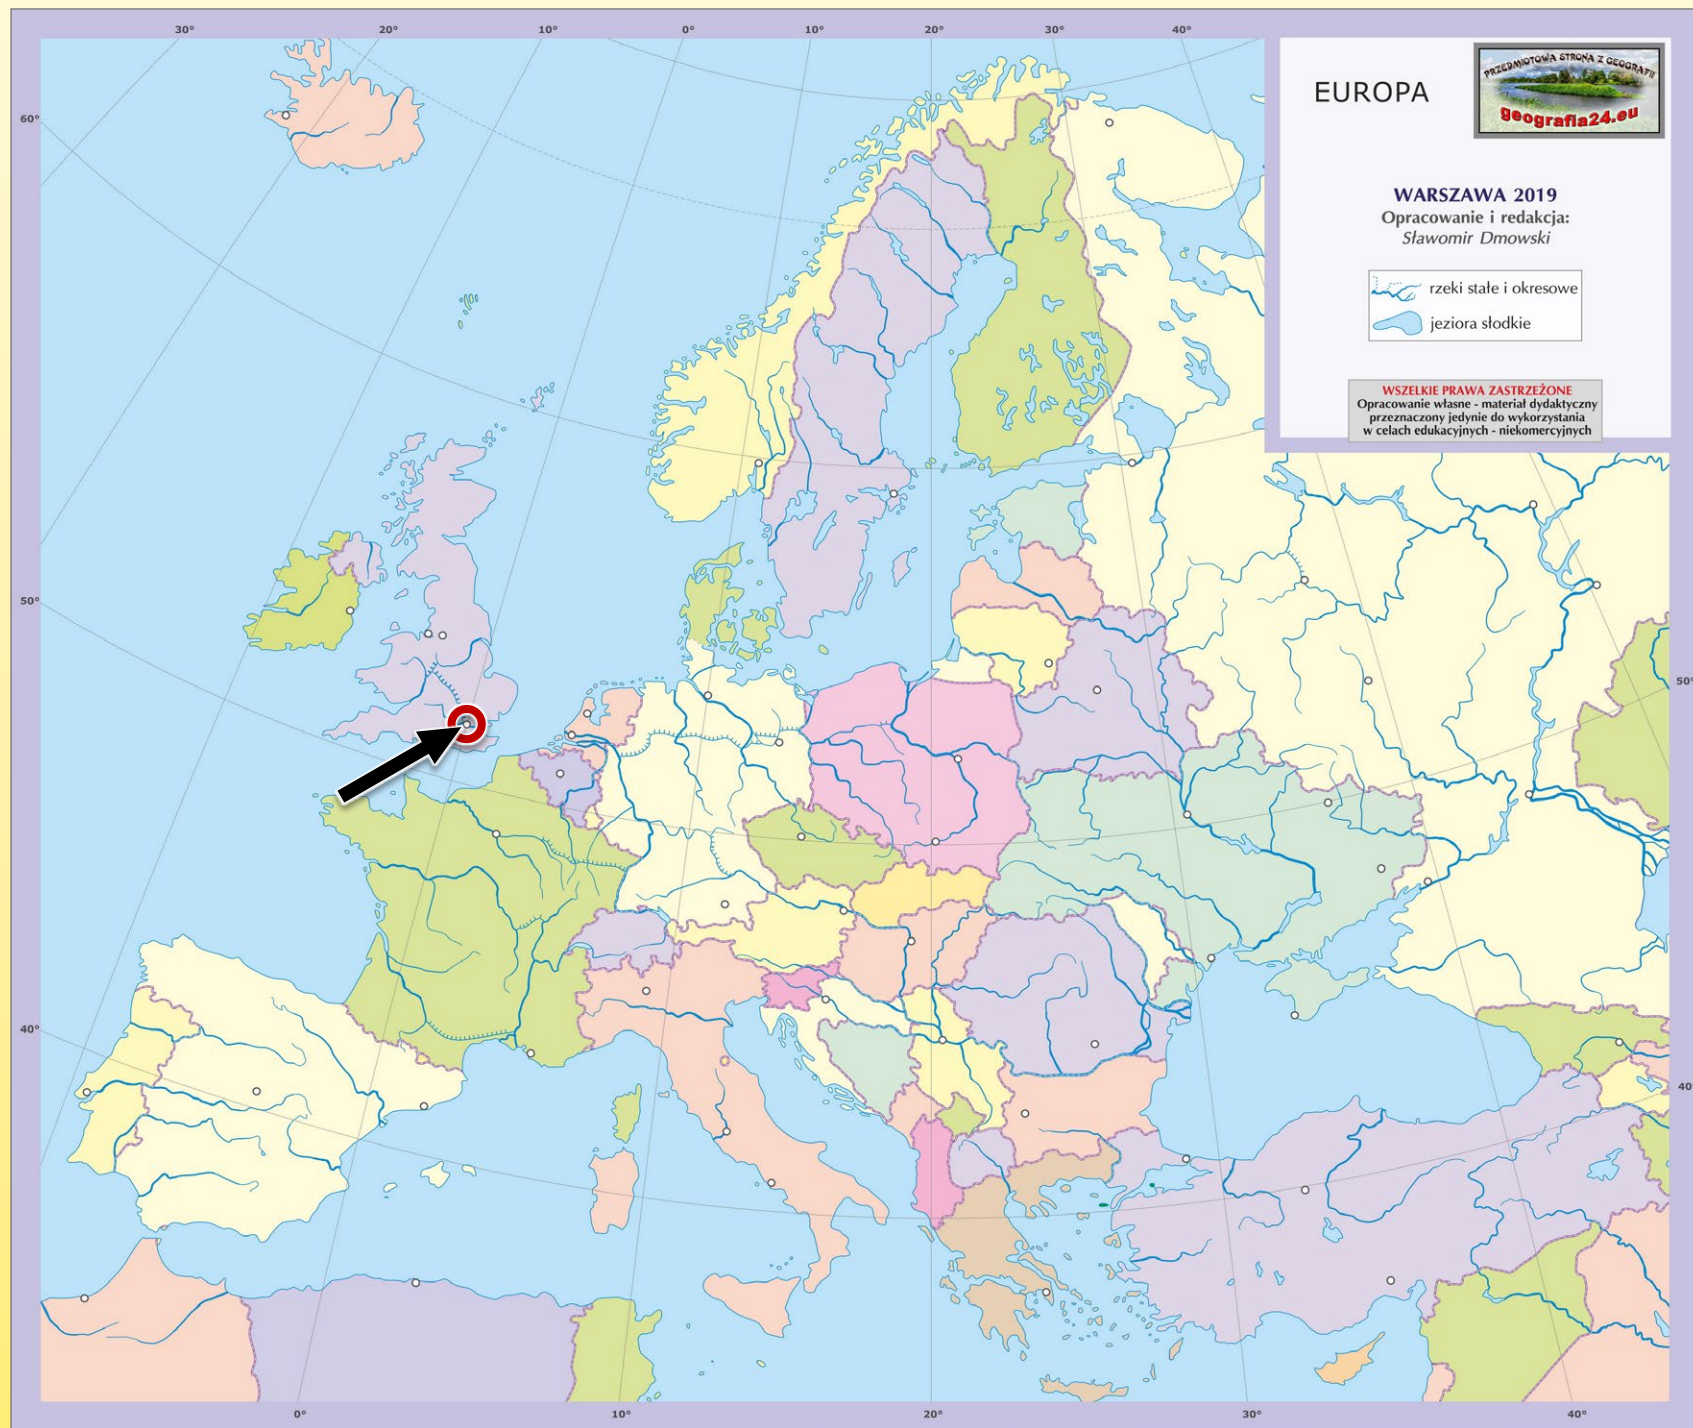 30° 20° 10° 0° 10° 20° 30° 40°
EUROPA
PRZEDMIOTOWA STRONA Z GEOGRAFII
geografia24.eu
WARSZAWA 2019
Opracowanie i redakcja:
Sławomir Dmowski
rzeki stałe i okresowe
jeziora słodkie
WSZELKIE PRAWA ZASTRZEŻONE
Opracowanie własne - materiał dydaktyczny
przeznaczony jedynie do wykorzystania
w celach edukacyjnych - niekomercyjnych
60°
50°
50°
40°
40°
0° 10° 20° 30° 40°